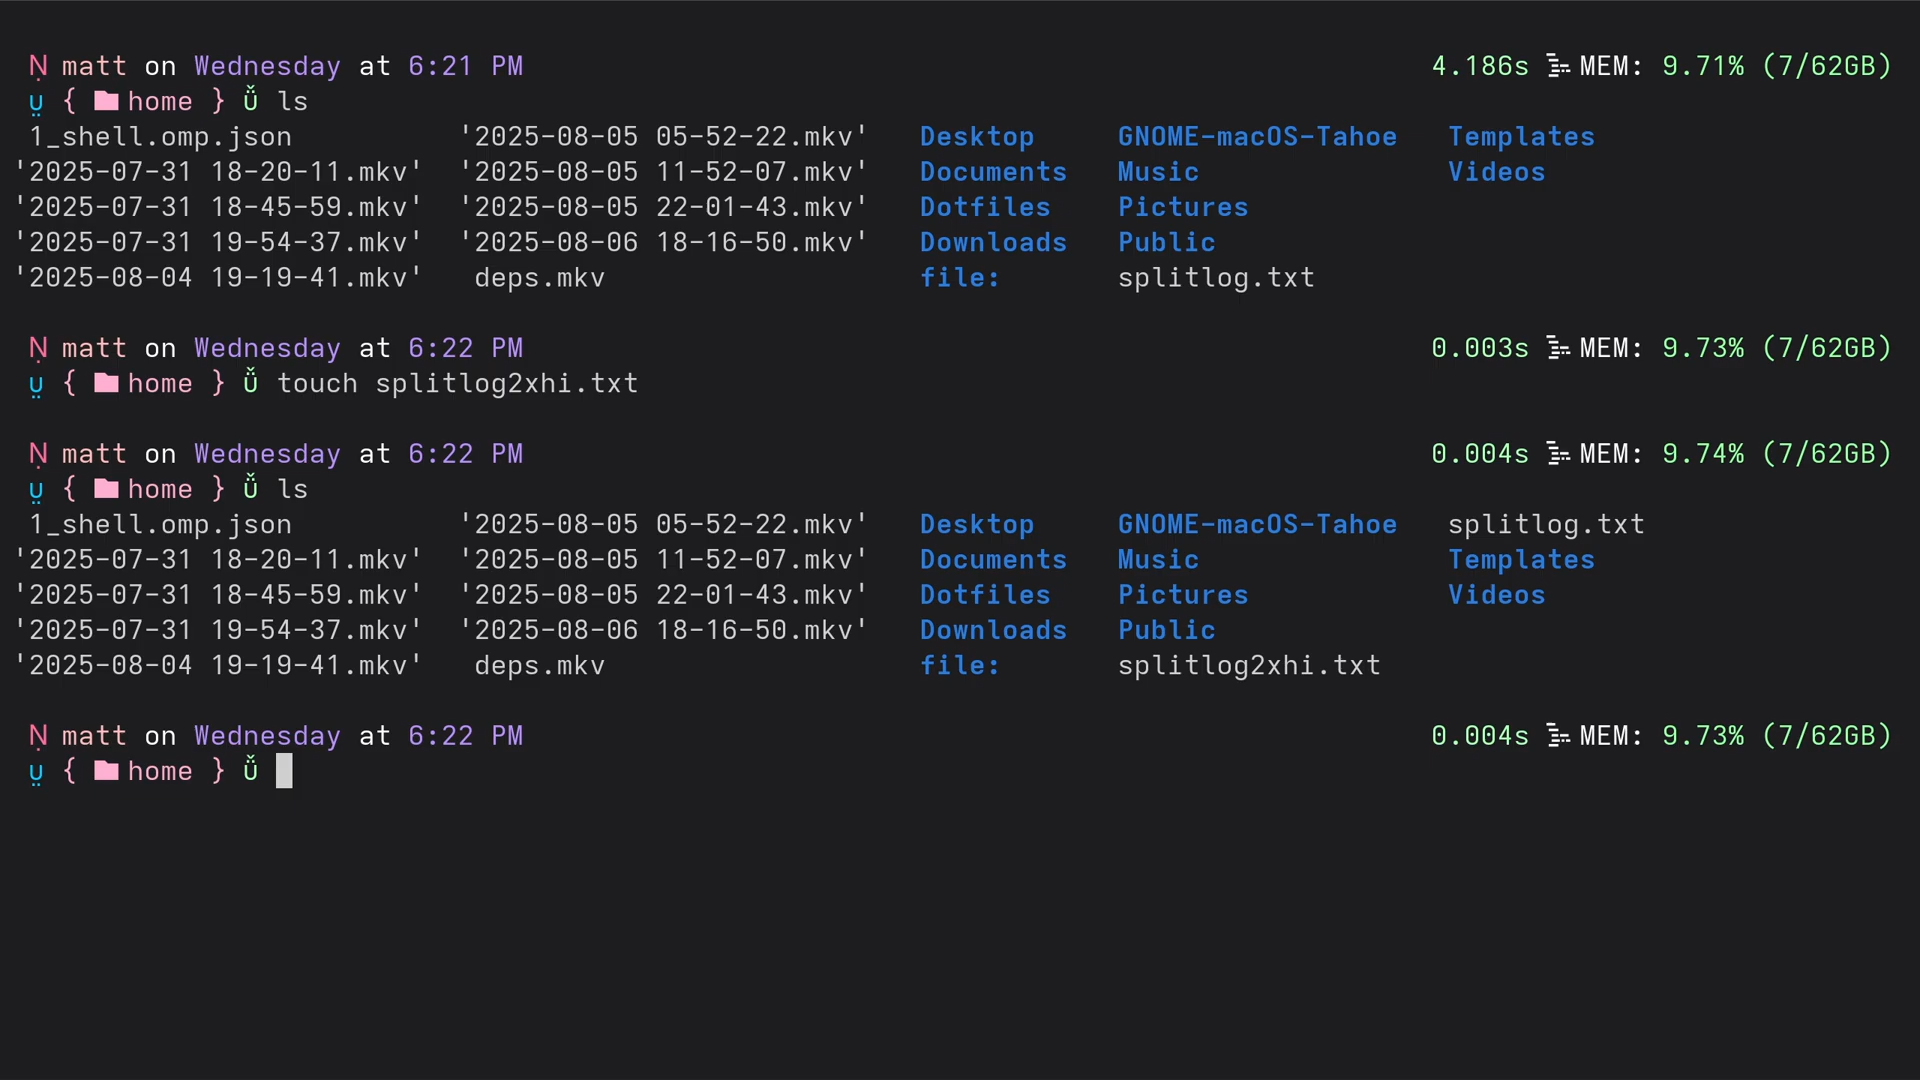 Ṇ matt on Wednesday at 6:21 PM 4.186s MEM: 9.71% (7/62GB)
ṳ { home } Ǔ ls
1_shell.omp.json '2025-08-05 05-52-22.mkv' Desktop GNOME-macOS-Tahoe Templates
'2025-07-31 18-20-11.mkv' '2025-08-05 11-52-07.mkv' Documents Music Videos
'2025-07-31 18-45-59.mkv' '2025-08-05 22-01-43.mkv' Dotfiles Pictures
'2025-07-31 19-54-37.mkv' '2025-08-06 18-16-50.mkv' Downloads Public
'2025-08-04 19-19-41.mkv' deps.mkv file: splitlog.txt
Ṇ matt on Wednesday at 6:22 PM 0.003s MEM: 9.73% (7/62GB)
ṳ { home } Ǔ touch splitlog2xhi.txt
Ṇ matt on Wednesday at 6:22 PM 0.004s MEM: 9.74% (7/62GB)
ṳ { home } Ǔ ls
1_shell.omp.json '2025-08-05 05-52-22.mkv' Desktop GNOME-macOS-Tahoe splitlog.txt
'2025-07-31 18-20-11.mkv' '2025-08-05 11-52-07.mkv' Documents Music Templates
'2025-07-31 18-45-59.mkv' '2025-08-05 22-01-43.mkv' Dotfiles Pictures Videos
'2025-07-31 19-54-37.mkv' '2025-08-06 18-16-50.mkv' Downloads Public
'2025-08-04 19-19-41.mkv' deps.mkv file: splitlog2xhi.txt
Ṇ matt on Wednesday at 6:22 PM 0.004s MEM: 9.73% (7/62GB)
ṳ { home } Ǔ